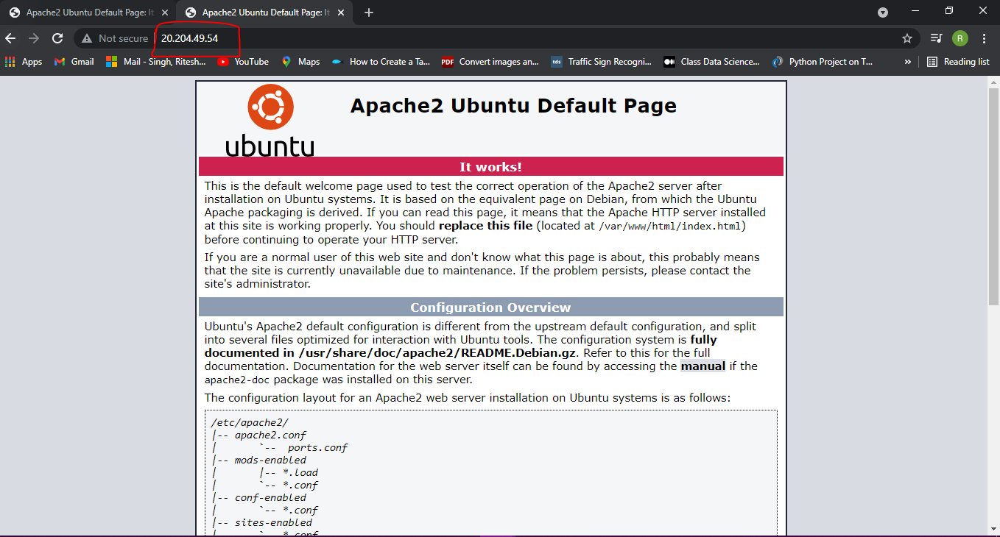 Apache2 Ubuntu Default Page: It
Apache2 Ubuntu Default Page: It
Not secure 20.204.49.54
R
Apps Gmail Mail - Singh, Ritesh... YouTube Maps How to Create a Ta... PDF Convert images an... tds Traffic Sign Recogni... Class Data Science... Python Project on T... » Reading list
Apache2 Ubuntu Default Page
ubuntu
It works!
This is the default welcome page used to test the correct operation of the Apache2 server after
installation on Ubuntu systems. It is based on the equivalent page on Debian, from which the Ubuntu
Apache packaging is derived. If you can read this page, it means that the Apache HTTP server installed
at this site is working properly. You should replace this file (located at /var/www/html/index.html)
before continuing to operate your HTTP server.
If you are a normal user of this web site and don't know what this page is about, this probably means
that the site is currently unavailable due to maintenance. If the problem persists, please contact the
site's administrator.
Configuration Overview
Ubuntu's Apache2 default configuration is different from the upstream default configuration, and split
into several files optimized for interaction with Ubuntu tools. The configuration system is fully
documented in /usr/share/doc/apache2/README.Debian.gz. Refer to this for the full
documentation. Documentation for the web server itself can be found by accessing the manual if the
apache2-doc package was installed on this server.
The configuration layout for an Apache2 web server installation on Ubuntu systems is as follows:
/etc/apache2/
|-- apache2.conf
|       `--  ports.conf
|-- mods-enabled
|       |-- *.load
|       `-- *.conf
|-- conf-enabled
|       `-- *.conf
|-- sites-enabled
|       `-- *.conf